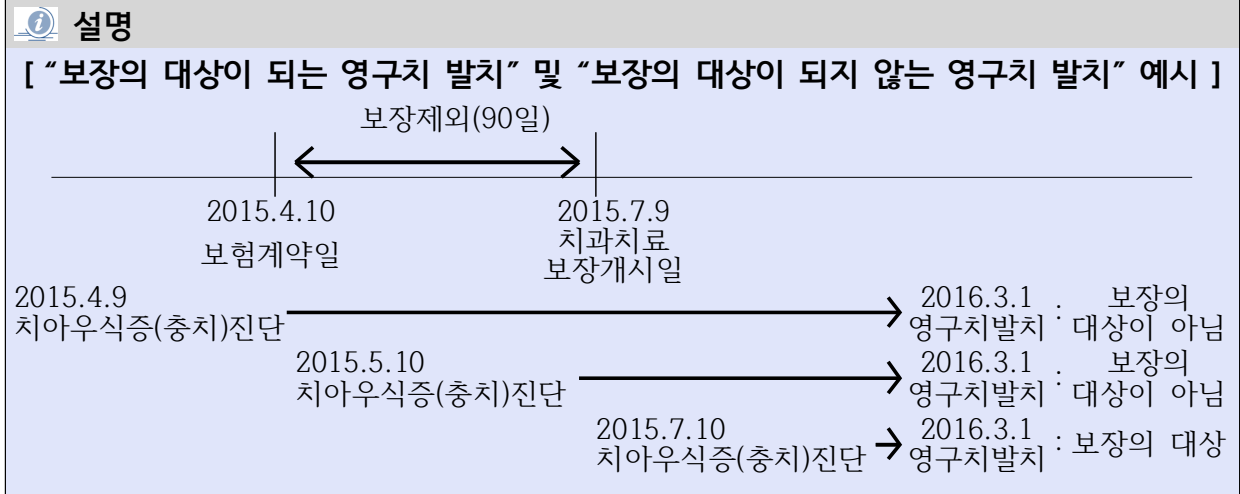 설명
[ “보장의 대상이 되는 영구치 발치” 및 “보장의 대상이 되지 않는 영구치 발치” 예시 ]
보장제외(90일)
2015.4.10
보험계약일
2015.7.9
치과치료
보장개시일
2015.4.9
치아우식증(충치)진단
2016.3.1
영구치발치
: 보장의
대상이 아님
2015.5.10
치아우식증(충치)진단
2016.3.1
영구치발치
: 보장의
대상이 아님
2015.7.10
치아우식증(충치)진단
2016.3.1
영구치발치
: 보장의 대상